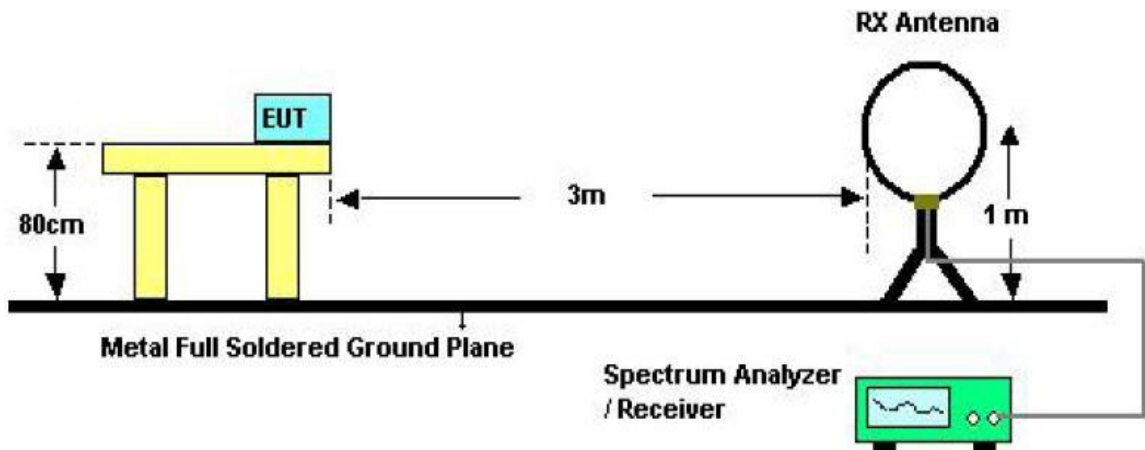 RX Antenna
EUT
80cm
3m
1 m
Metal Full Soldered Ground Plane
Spectrum Analyzer
/ Receiver